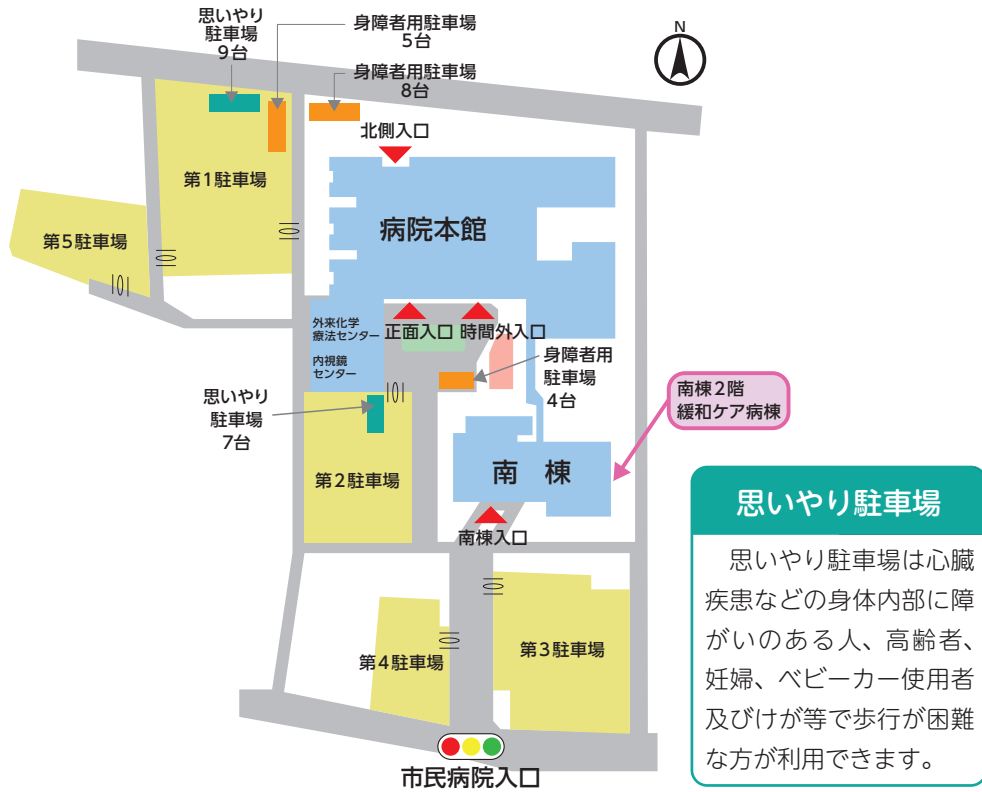 思いやり
駐車場
9台
身障者用駐車場
5台
身障者用駐車場
8台
N
北側入口
第1駐車場
病院本館
第5駐車場
外来化学
療法センター
内視鏡
センター
正面入口
時間外入口
身障者用
駐車場
4台
思いやり
駐車場
7台
南棟2階
緩和ケア病棟
第2駐車場
南 棟
南棟入口
第4駐車場
第3駐車場
市民病院入口
思いやり駐車場
思いやり駐車場は心臓
疾患などの身体内部に障
がいのある人、高齢者、
妊婦、ベビーカー使用者
及びけが等で歩行が困難
な方が利用できます。